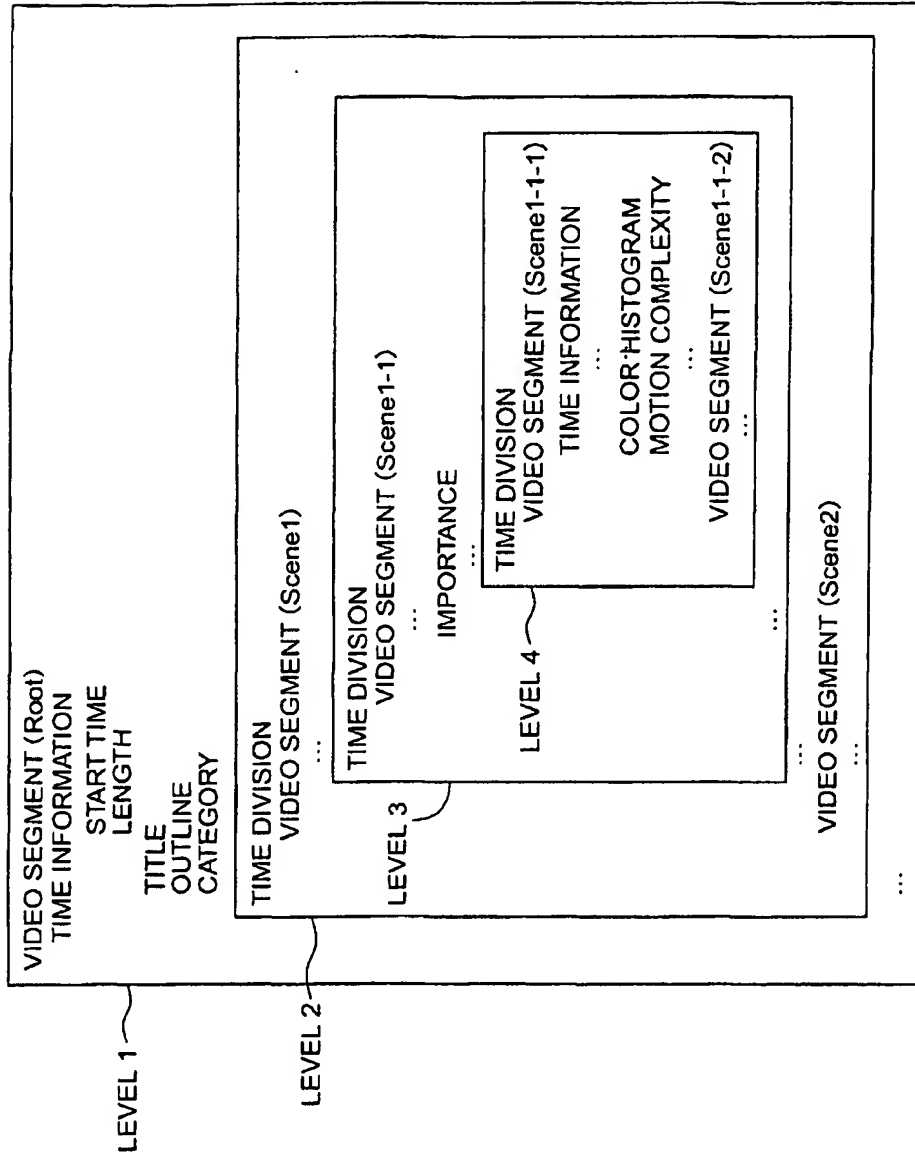 VIDEO SEGMENT (Root)
TIME INFORMATION
START TIME
LENGTH
TITLE
OUTLINE
CATEGORY
LEVEL 1
TIME DIVISION
VIDEO SEGMENT (Scene1)
...
LEVEL 2
TIME DIVISION
VIDEO SEGMENT (Scene1-1)
...
IMPORTANCE
...
LEVEL 3
TIME DIVISION
VIDEO SEGMENT (Scene1-1-1)
TIME INFORMATION
...
COLOR HISTOGRAM
MOTION COMPLEXITY
...
VIDEO SEGMENT (Scene1-1-2)
...
LEVEL 4
...
...
VIDEO SEGMENT (Scene2)
...
...